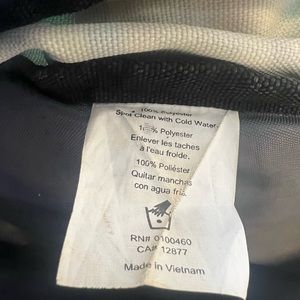 100% Polyester
Spot Clean with Cold Water.
100% Polyester
Enlever les taches
à l'eau froide.
100% Poliéster
Quitar manchas
con agua fría.
RN# 0100460
CA# 12877
Made in Vietnam